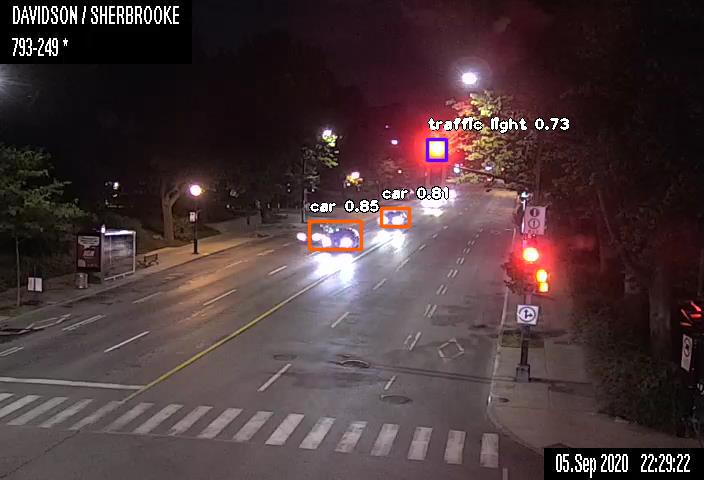 DAVIDSON / SHERBROOKE
793-249 *
traffic light 0.73
car 0.81
car 0.85
05.Sep 2020 22:29:22